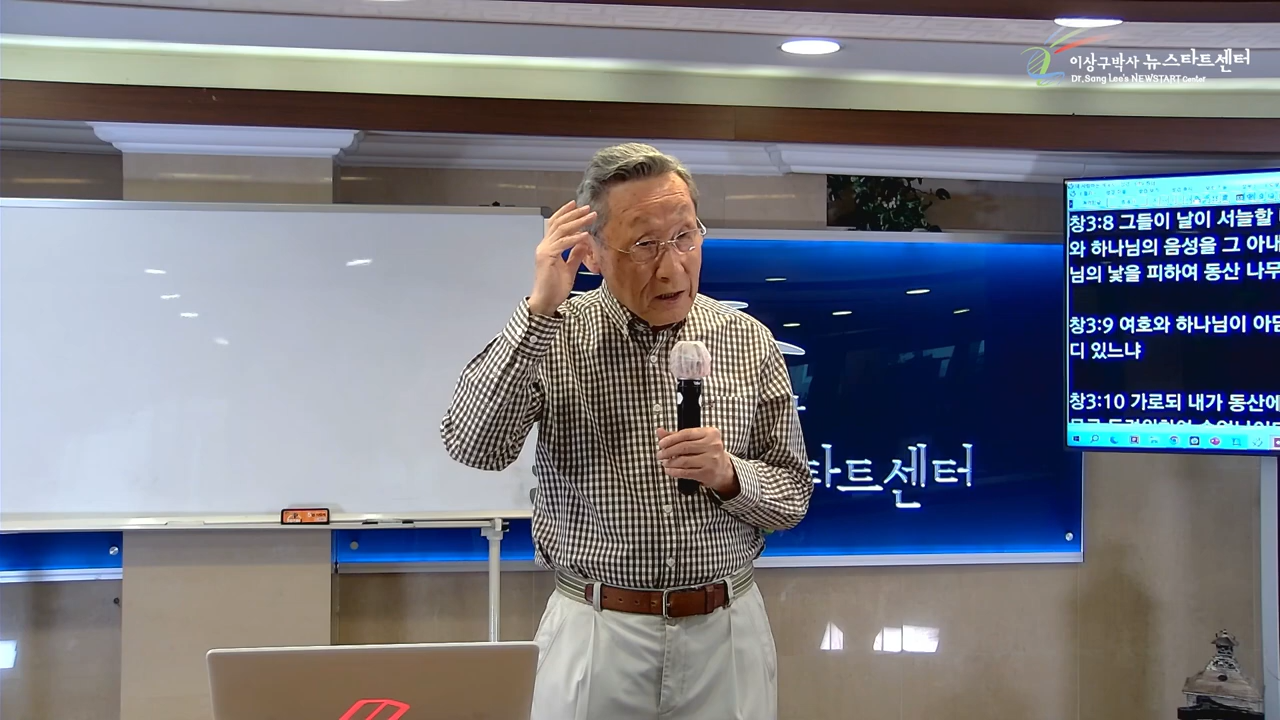 이상구박사 뉴스타트센터
Dr. Sang Lee's NEWSTART Center
창3:8 그들이 날이 서늘할
와 하나님의 음성을 그 아내
님의 낯을 피하여 동산 나무
창3:9 여호와 하나님이 아담
디 있느냐
창3:10 가로되 내가 동산에
타트센터